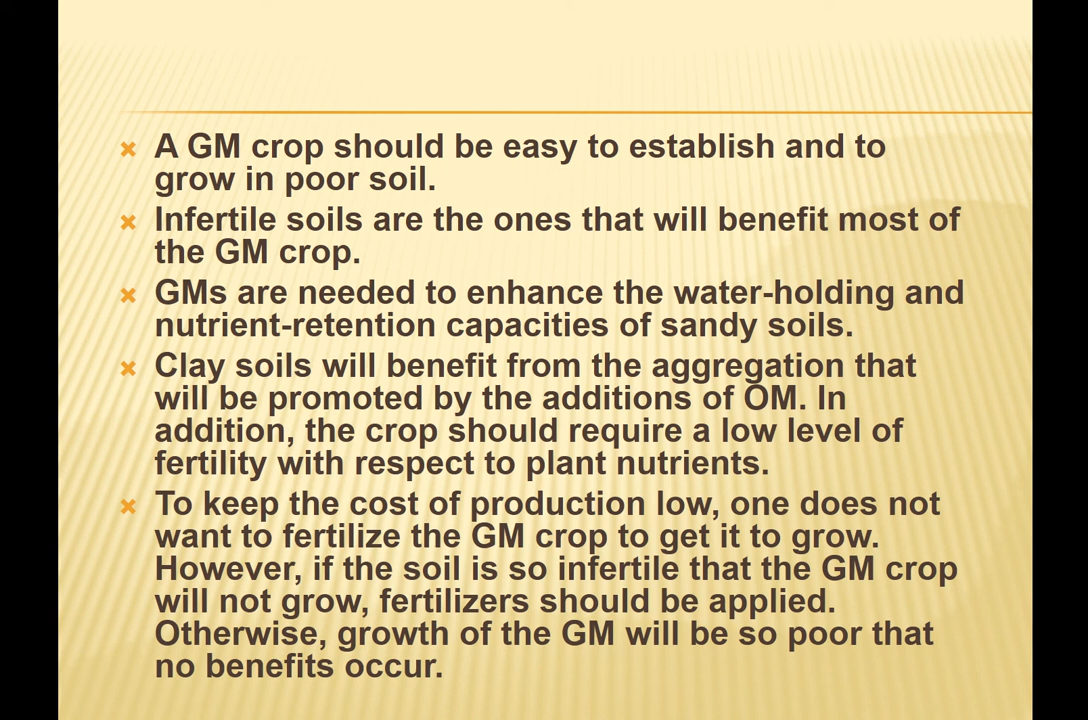 A GM crop should be easy to establish and to
grow in poor soil.
Infertile soils are the ones that will benefit most of
the GM crop.
GMs are needed to enhance the water-holding and
nutrient-retention capacities of sandy soils.
Clay soils will benefit from the aggregation that
will be promoted by the additions of OM. In
addition, the crop should require a low level of
fertility with respect to plant nutrients.
To keep the cost of production low, one does not
want to fertilize the GM crop to get it to grow.
However, if the soil is so infertile that the GM crop
will not grow, fertilizers should be applied.
Otherwise, growth of the GM will be so poor that
no benefits occur.